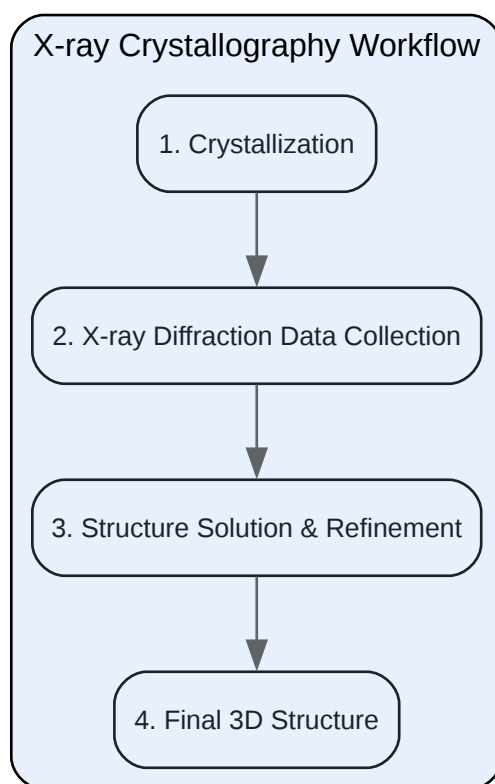 X-ray Crystallography Workflow
1. Crystallization
2. X-ray Diffraction Data Collection
3. Structure Solution & Refinement
4. Final 3D Structure